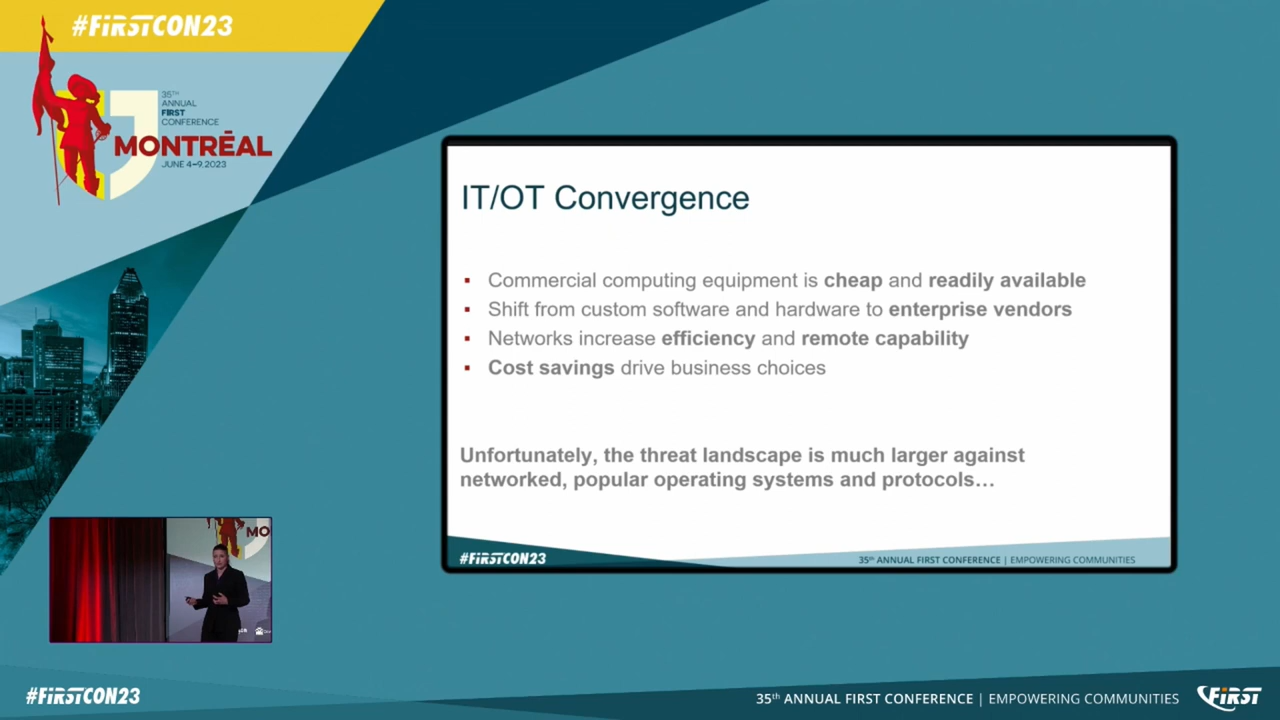 #FiRSTCON23
35TH
ANNUAL
FIRST
CONFERENCE
MONTRĒAL
JUNE 4–9, 2023
IT/OT Convergence
▪ Commercial computing equipment is cheap and readily available
▪ Shift from custom software and hardware to enterprise vendors
▪ Networks increase efficiency and remote capability
▪ Cost savings drive business choices
Unfortunately, the threat landscape is much larger against
networked, popular operating systems and protocols…
#FiRSTCON23
35th ANNUAL FIRST CONFERENCE | EMPOWERING COMMUNITIES
MO
#FiRSTCON23
35th ANNUAL FIRST CONFERENCE | EMPOWERING COMMUNITIES
FiRST